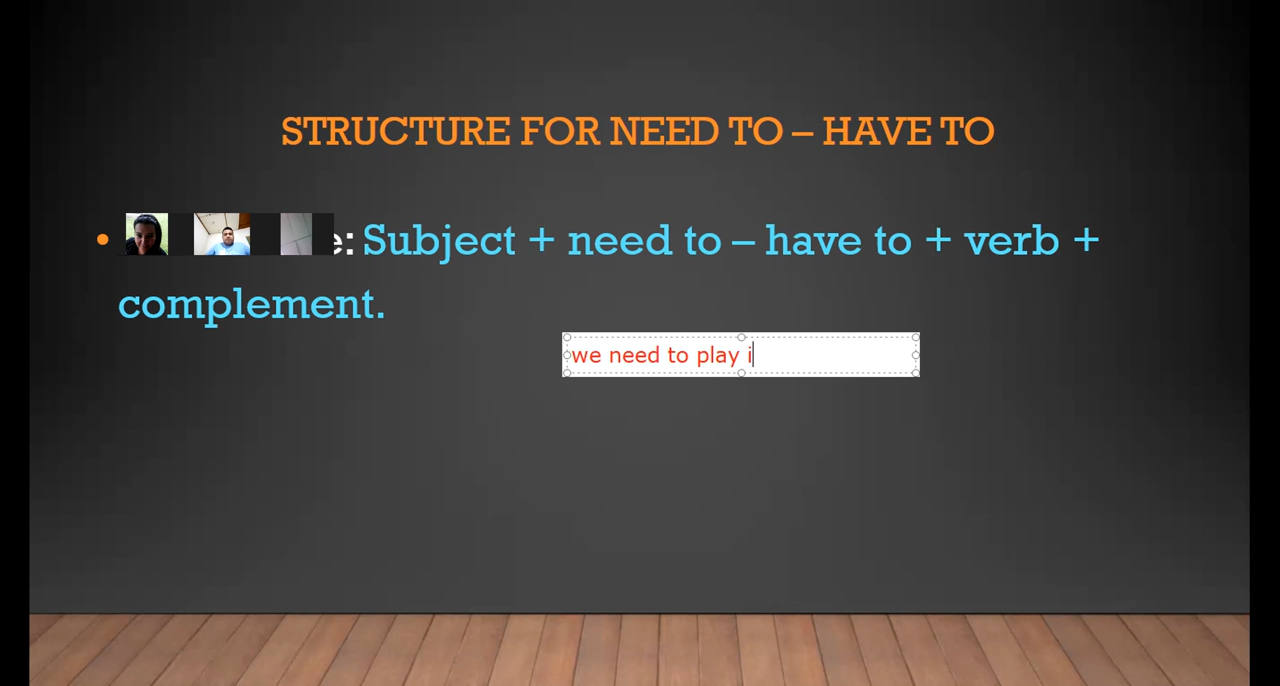 STRUCTURE FOR NEED TO – HAVE TO
e: Subject + need to – have to + verb +
complement.
we need to play i